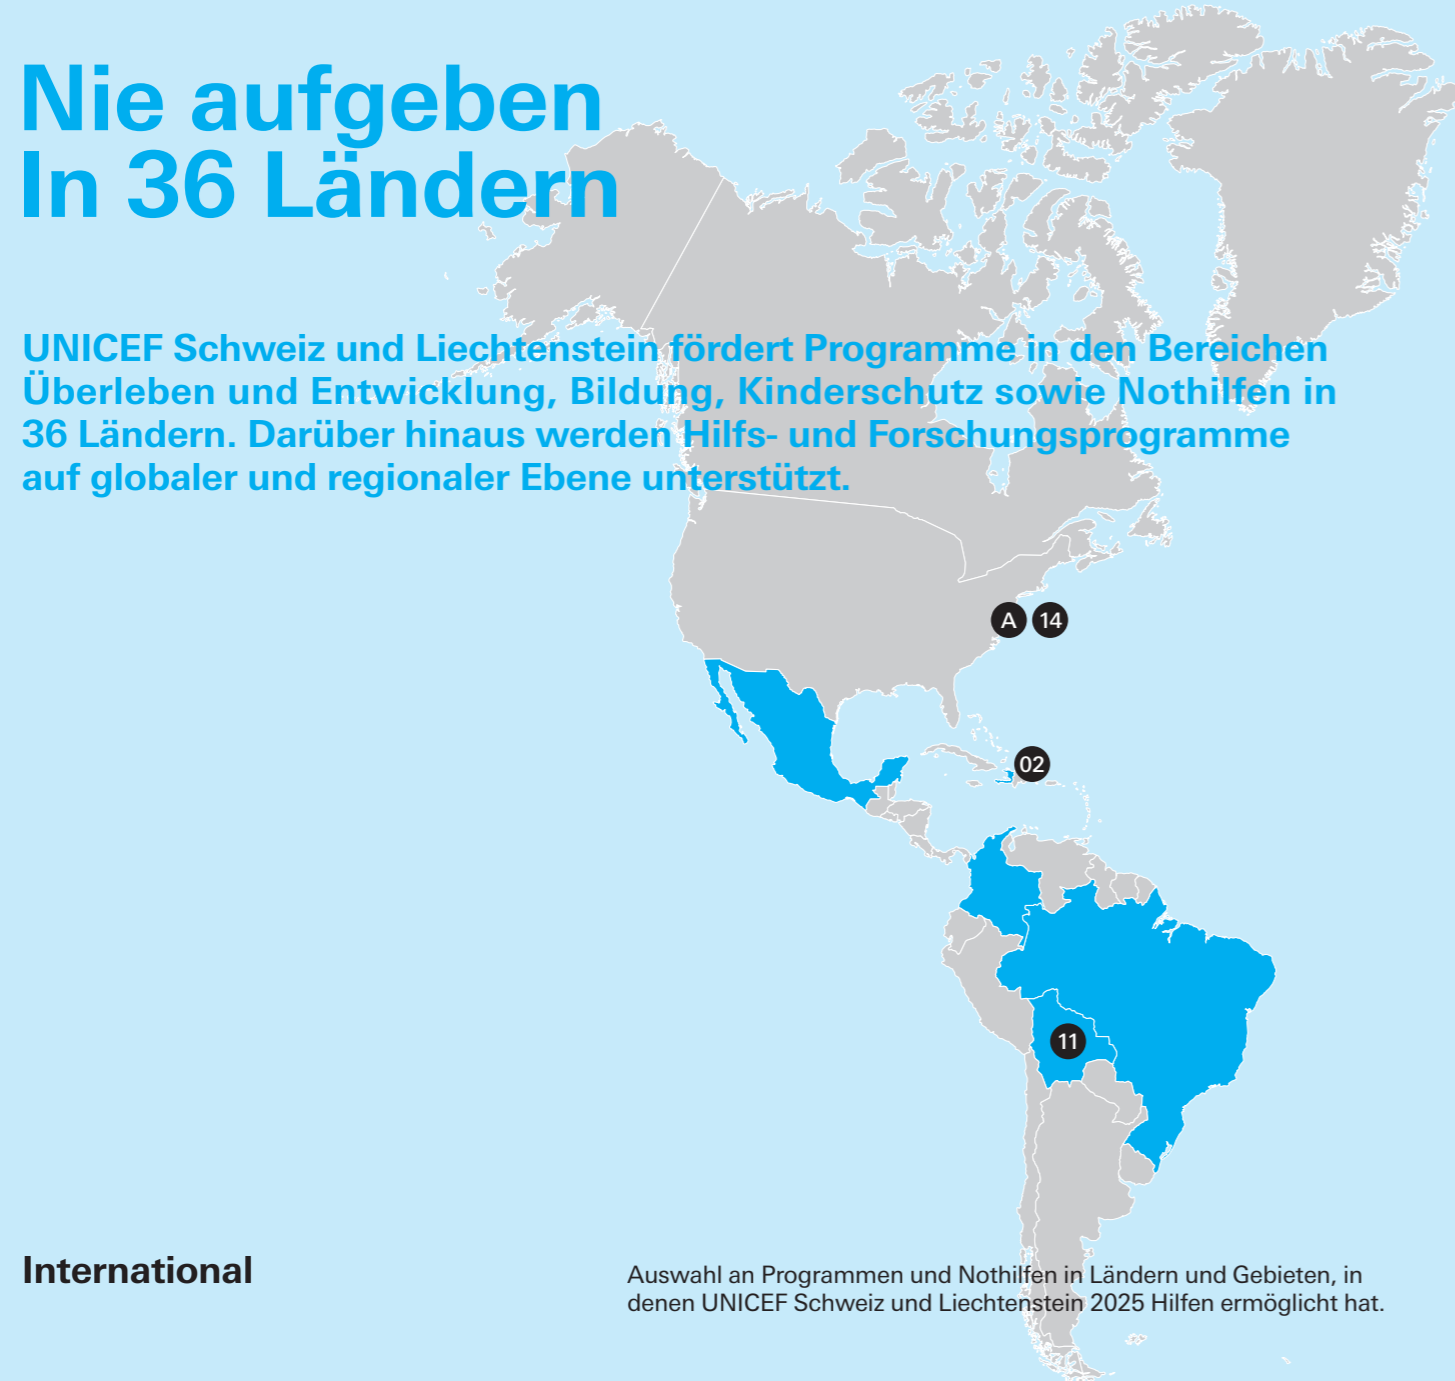 Nie aufgeben
In 36 Ländern
UNICEF Schweiz und Liechtenstein fördert Programme in den Bereichen
Überleben und Entwicklung, Bildung, Kinderschutz sowie Nothilfen in
36 Ländern. Darüber hinaus werden Hilfs- und Forschungsprogramme
auf globaler und regionaler Ebene unterstützt.
A 14
02
11
International
Auswahl an Programmen und Nothilfen in Ländern und Gebieten, in
denen UNICEF Schweiz und Liechtenstein 2025 Hilfen ermöglicht hat.